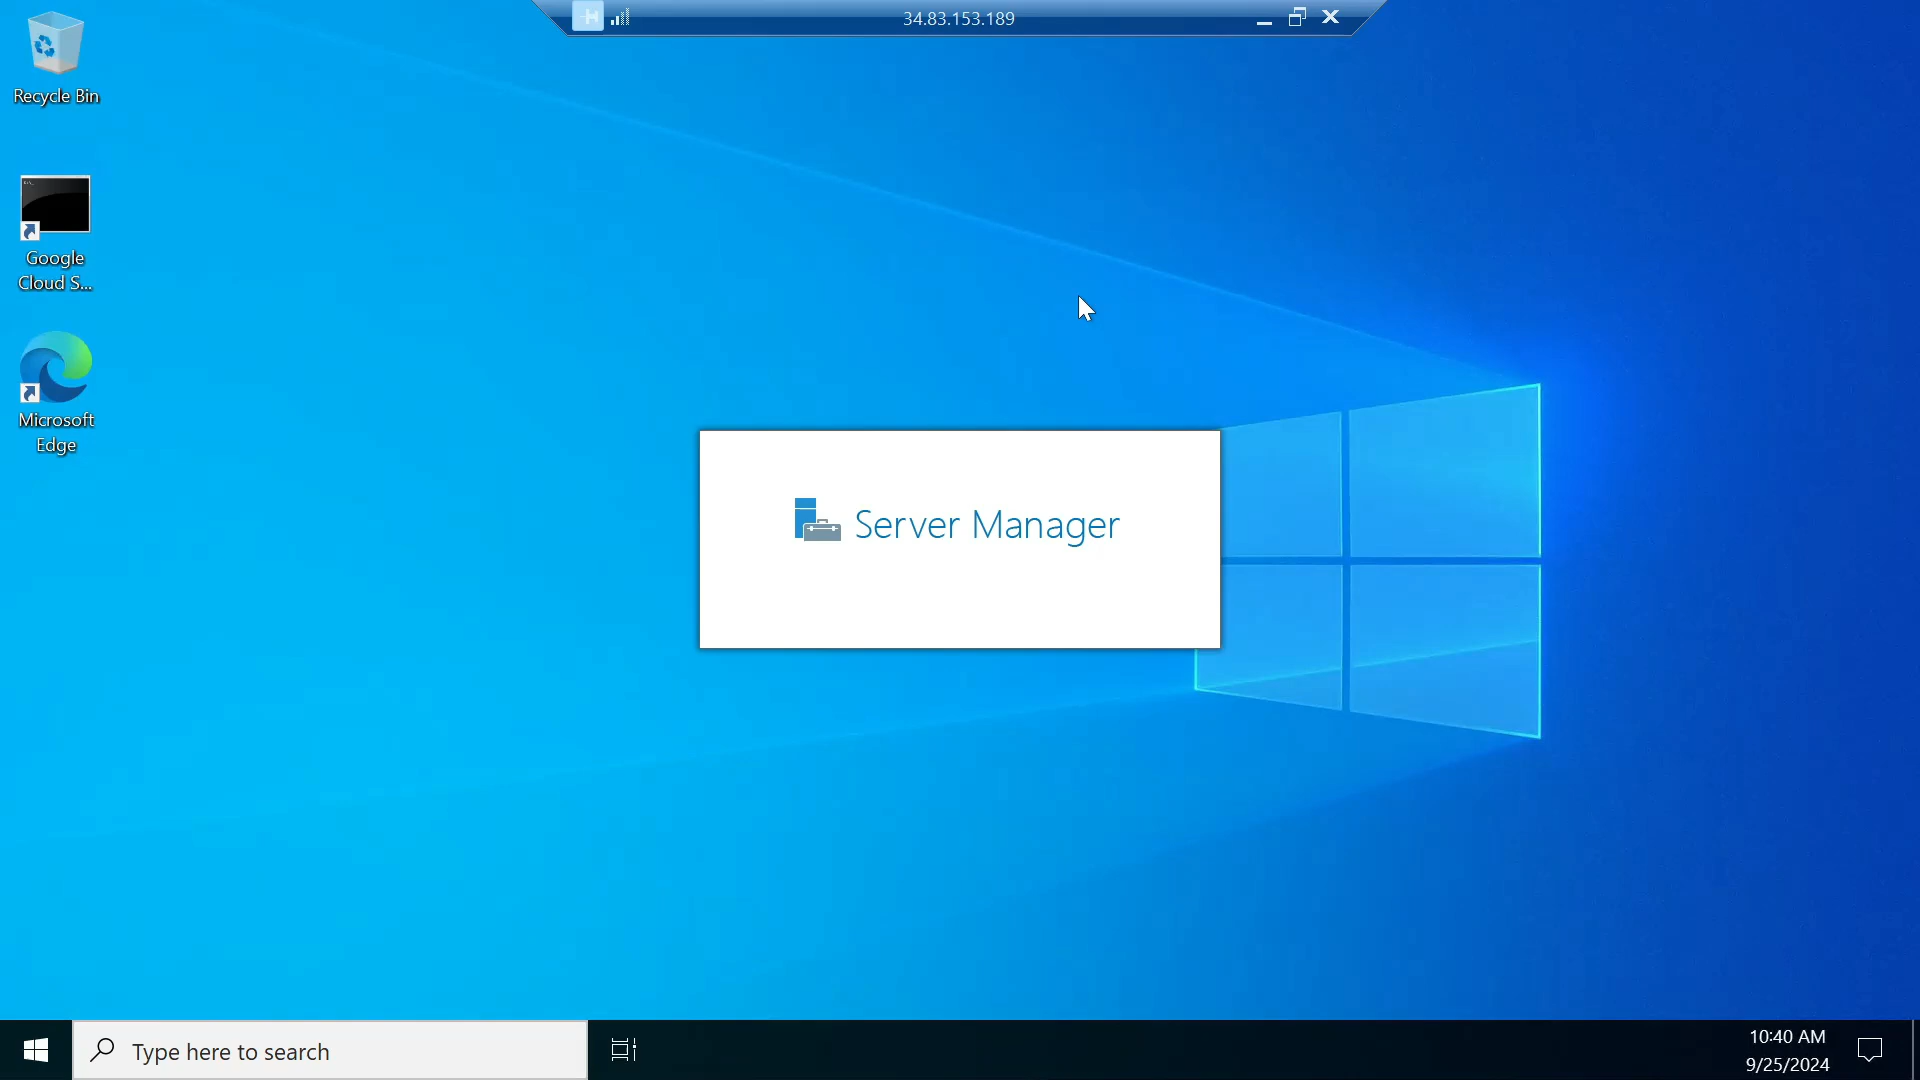 34.83.153.189
Recycle Bin
Google
Cloud S...
Microsoft
Edge
Server Manager
Type here to search
10:40 AM
9/25/2024